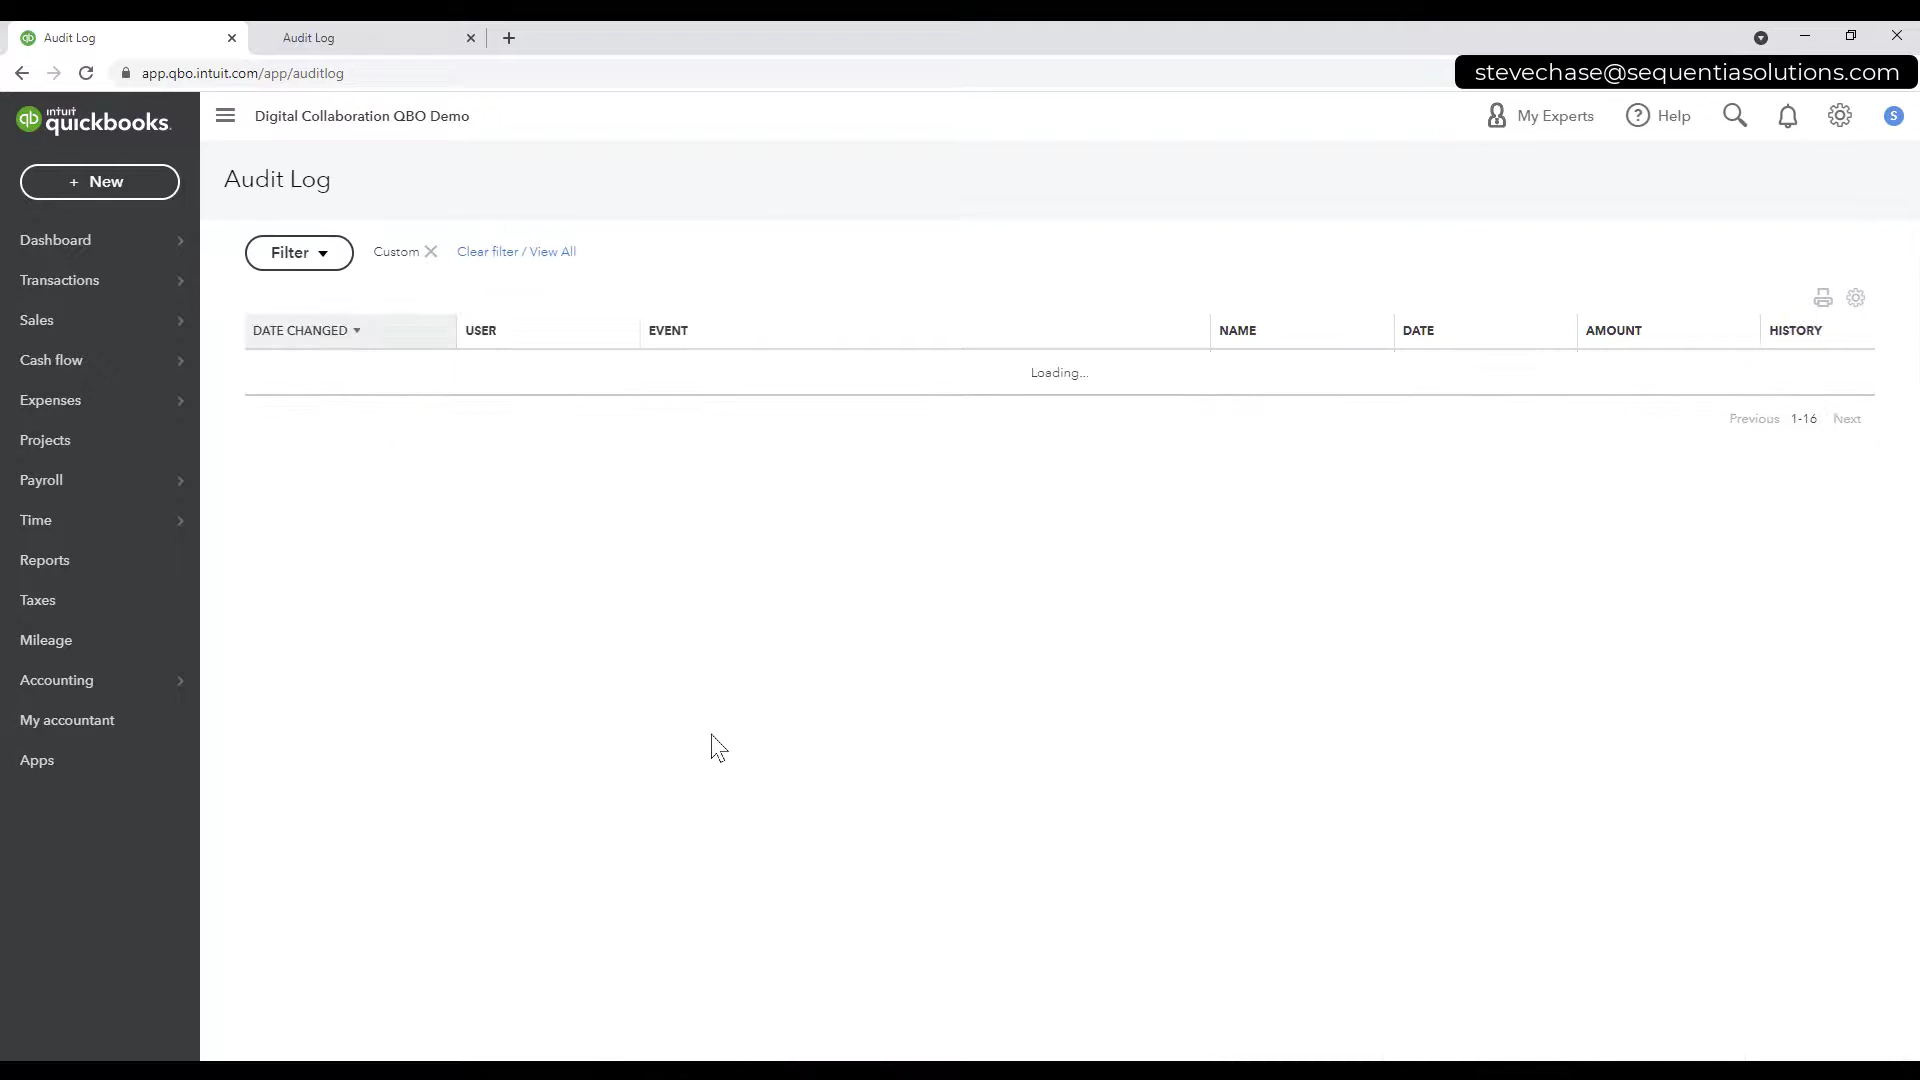 Audit Log
Audit Log
app.qbo.intuit.com/app/auditlog
stevechase@sequentiasolutions.com
qb intuit quickbooks.
Digital Collaboration QBO Demo
My Experts
? Help
S
+ New
Audit Log
Filter
Custom
Clear filter / View All
Dashboard
Transactions
Sales
Cash flow
Expenses
Projects
Payroll
Time
Reports
Taxes
Mileage
Accounting
My accountant
Apps
DATE CHANGED USER EVENT NAME DATE AMOUNT HISTORY
Loading...
Previous 1-16 Next